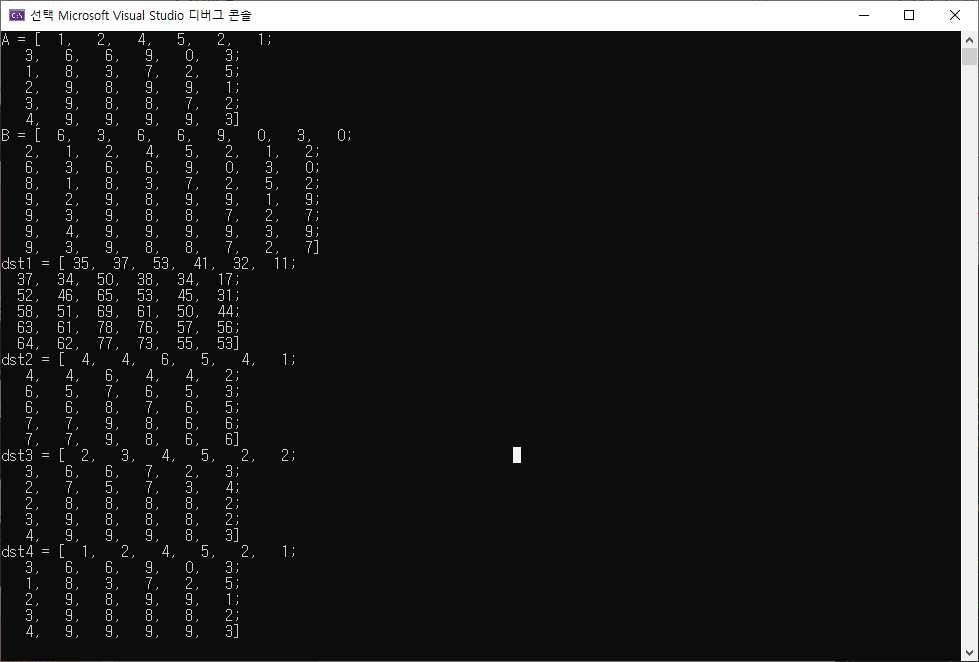 선택 Microsoft Visual Studio 디버그 콘솔
A = [  1,   2,   4,   5,   2,   1;
   3,   6,   6,   9,   0,   3;
   1,   8,   3,   7,   2,   5;
   2,   9,   8,   9,   9,   1;
   3,   9,   8,   8,   7,   2;
   4,   9,   9,   9,   9,   3]
B = [  6,   3,   6,   6,   9,   0,   3,   0;
   2,   1,   2,   4,   5,   2,   1,   2;
   6,   3,   6,   6,   9,   0,   3,   0;
   8,   1,   8,   3,   7,   2,   5,   2;
   9,   2,   9,   8,   9,   9,   1,   9;
   9,   3,   9,   8,   8,   7,   2,   7;
   9,   4,   9,   9,   9,   9,   3,   9;
   9,   3,   9,   8,   8,   7,   2,   7]
dst1 = [ 35,  37,  53,  41,  32,  11;
  37,  34,  50,  38,  34,  17;
  52,  46,  65,  53,  45,  31;
  58,  51,  69,  61,  50,  44;
  63,  61,  78,  76,  57,  56;
  64,  62,  77,  73,  55,  53]
dst2 = [  4,   4,   6,   5,   4,   1;
   4,   4,   6,   4,   4,   2;
   6,   5,   7,   6,   5,   3;
   6,   6,   8,   7,   6,   5;
   7,   7,   9,   8,   6,   6;
   7,   7,   9,   8,   6,   6]
dst3 = [  2,   3,   4,   5,   2,   2;
   3,   6,   6,   7,   2,   3;
   2,   7,   5,   7,   3,   4;
   2,   8,   8,   8,   8,   2;
   3,   9,   8,   8,   8,   2;
   4,   9,   9,   9,   8,   3]
dst4 = [  1,   2,   4,   5,   2,   1;
   3,   6,   6,   9,   0,   3;
   1,   8,   3,   7,   2,   5;
   2,   9,   8,   9,   9,   1;
   3,   9,   8,   8,   8,   2;
   4,   9,   9,   9,   9,   3]